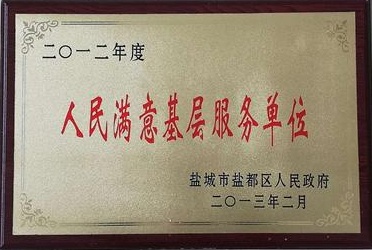 二〇一二年度
人民满意基层服务单位
盐城市盐都区人民政府
二〇一三年二月